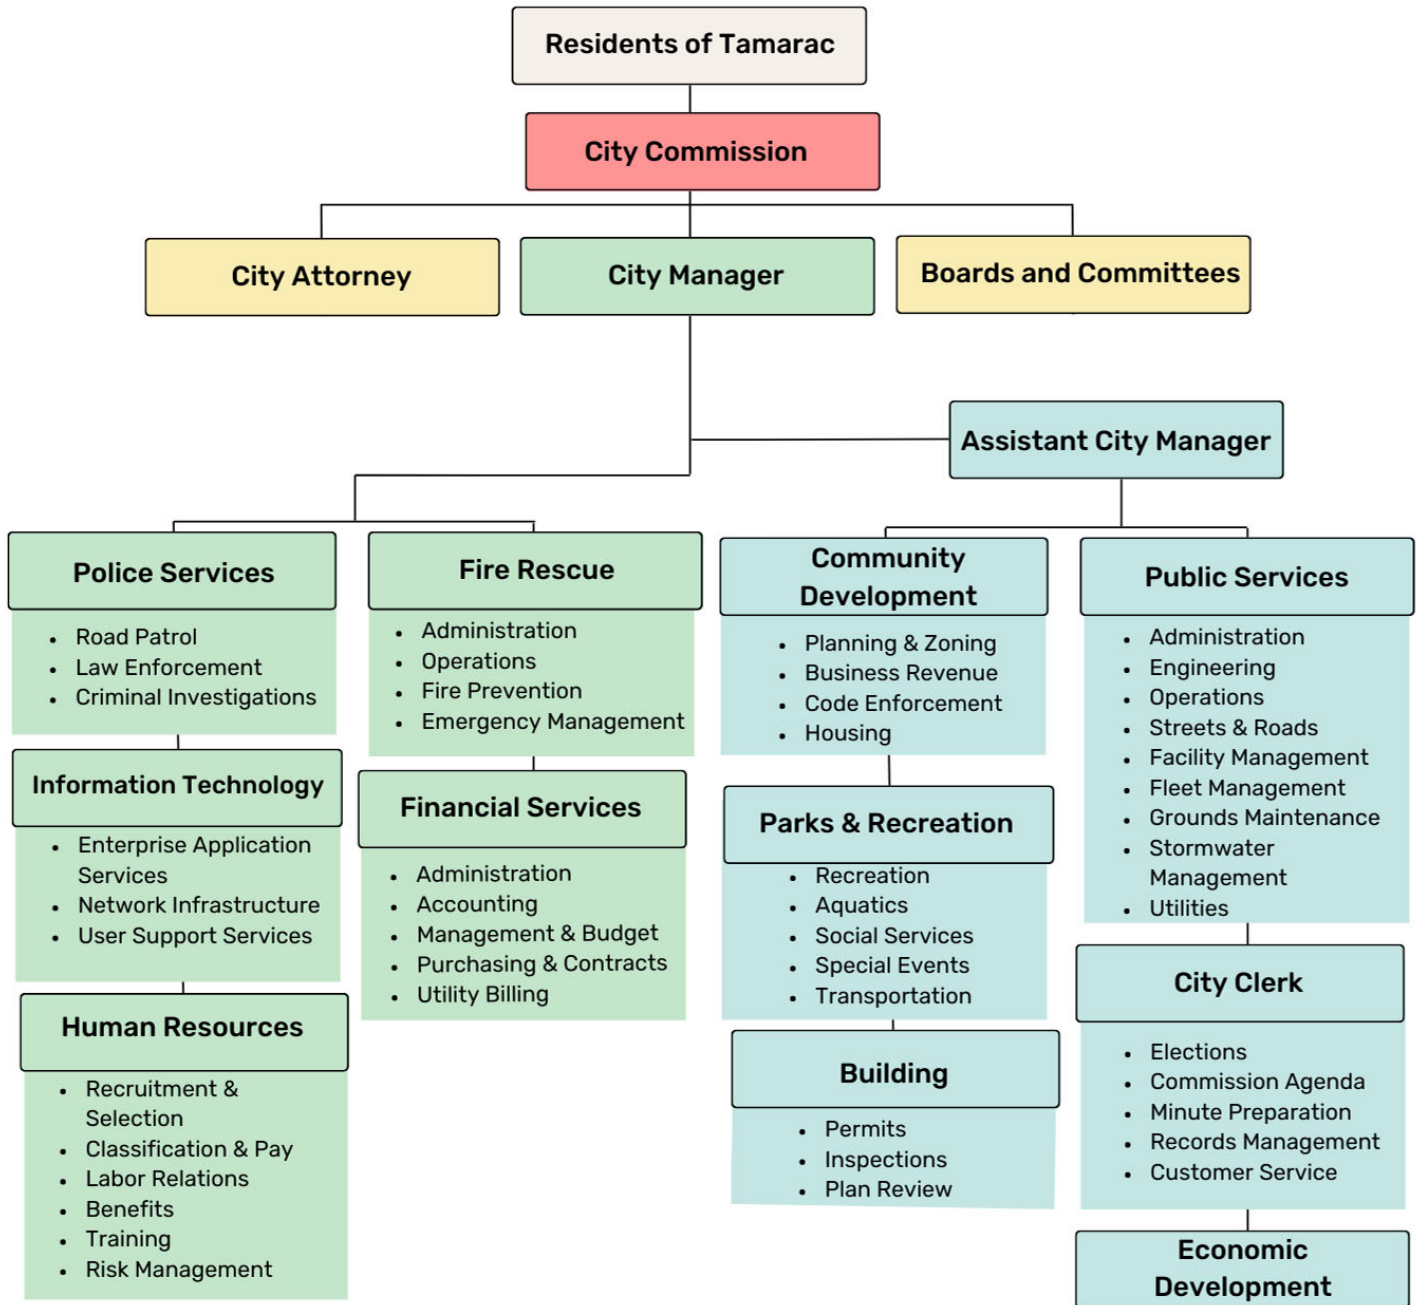 Residents of Tamarac
City Commission
City Attorney
City Manager
Boards and Committees
Assistant City Manager
Police Services
• Road Patrol
• Law Enforcement
• Criminal Investigations
Information Technology
• Enterprise Application
Services
• Network Infrastructure
• User Support Services
Human Resources
• Recruitment &
Selection
• Classification & Pay
• Labor Relations
• Benefits
• Training
• Risk Management
Fire Rescue
• Administration
• Operations
• Fire Prevention
• Emergency Management
Financial Services
• Administration
• Accounting
• Management & Budget
• Purchasing & Contracts
• Utility Billing
Community
Development
• Planning & Zoning
• Business Revenue
• Code Enforcement
• Housing
Parks & Recreation
• Recreation
• Aquatics
• Social Services
• Special Events
• Transportation
Building
• Permits
• Inspections
• Plan Review
Public Services
• Administration
• Engineering
• Operations
• Streets & Roads
• Facility Management
• Fleet Management
• Grounds Maintenance
• Stormwater
Management
• Utilities
City Clerk
• Elections
• Commission Agenda
• Minute Preparation
• Records Management
• Customer Service
Economic
Development